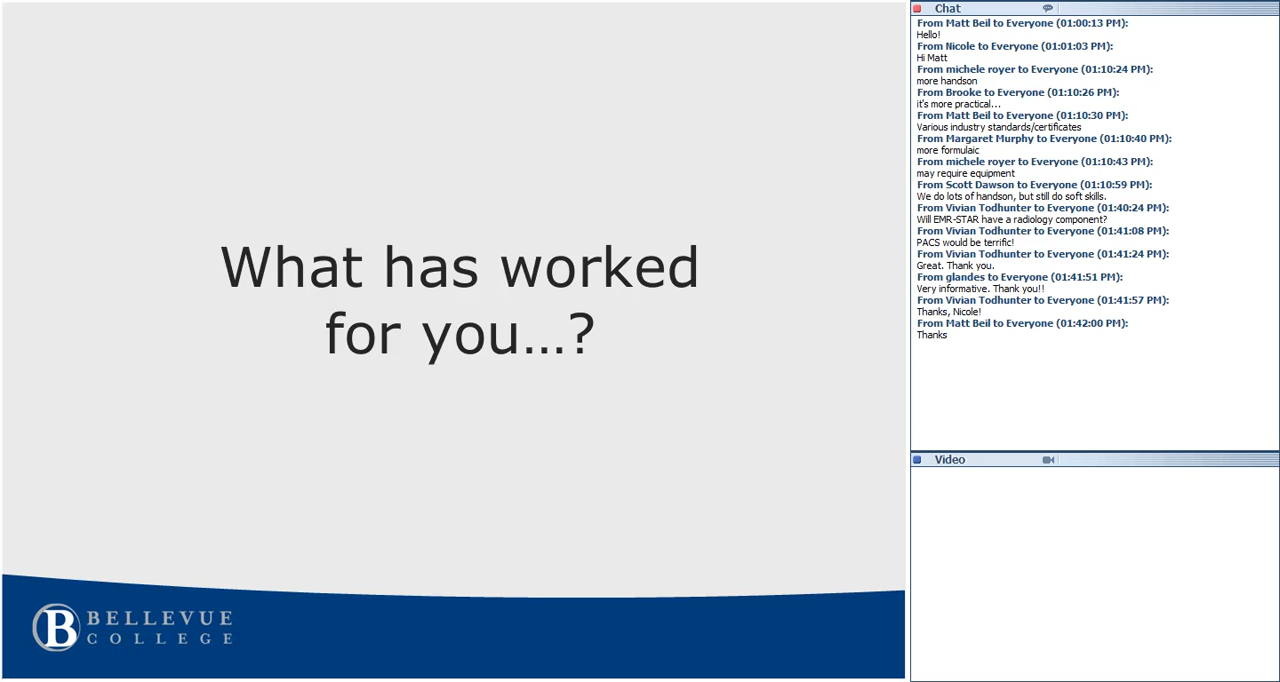 What has worked
for you…?
BELLEVUE
COLLEGE
Chat
From Matt Beil to Everyone (01:00:13 PM):
Hello!
From Nicole to Everyone (01:01:03 PM):
Hi Matt
From michele royer to Everyone (01:10:24 PM):
more handson
From Brooke to Everyone (01:10:26 PM):
it's more practical...
From Matt Beil to Everyone (01:10:30 PM):
Various industry standards/certificates
From Margaret Murphy to Everyone (01:10:40 PM):
more formulaic
From michele royer to Everyone (01:10:43 PM):
may require equipment
From Scott Dawson to Everyone (01:10:59 PM):
We do lots of handson, but still do soft skills.
From Vivian Todhunter to Everyone (01:40:24 PM):
Will EMR-STAR have a radiology component?
From Vivian Todhunter to Everyone (01:41:08 PM):
PACS would be terrific!
From Vivian Todhunter to Everyone (01:41:24 PM):
Great. Thank you.
From glandes to Everyone (01:41:51 PM):
Very informative. Thank you!!
From Vivian Todhunter to Everyone (01:41:57 PM):
Thanks, Nicole!
From Matt Beil to Everyone (01:42:00 PM):
Thanks
Video